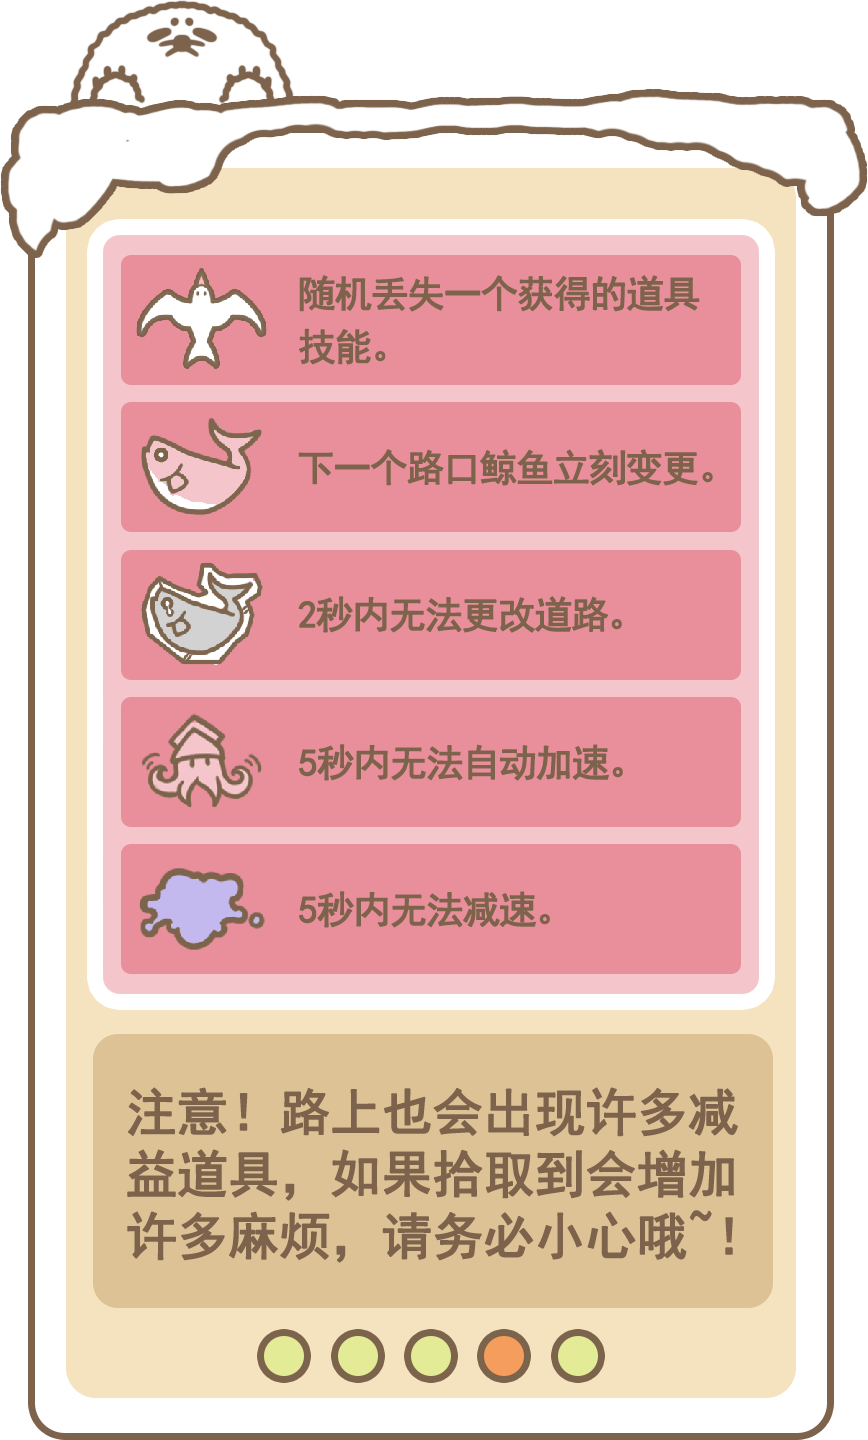 随机丢失一个获得的道具
技能。
下一个路口鲸鱼立刻变更。
2秒内无法更改道路。
5秒内无法自动加速。
5秒内无法减速。
注意！路上也会出现许多减
益道具，如果拾取到会增加
许多麻烦，请务必小心哦~！